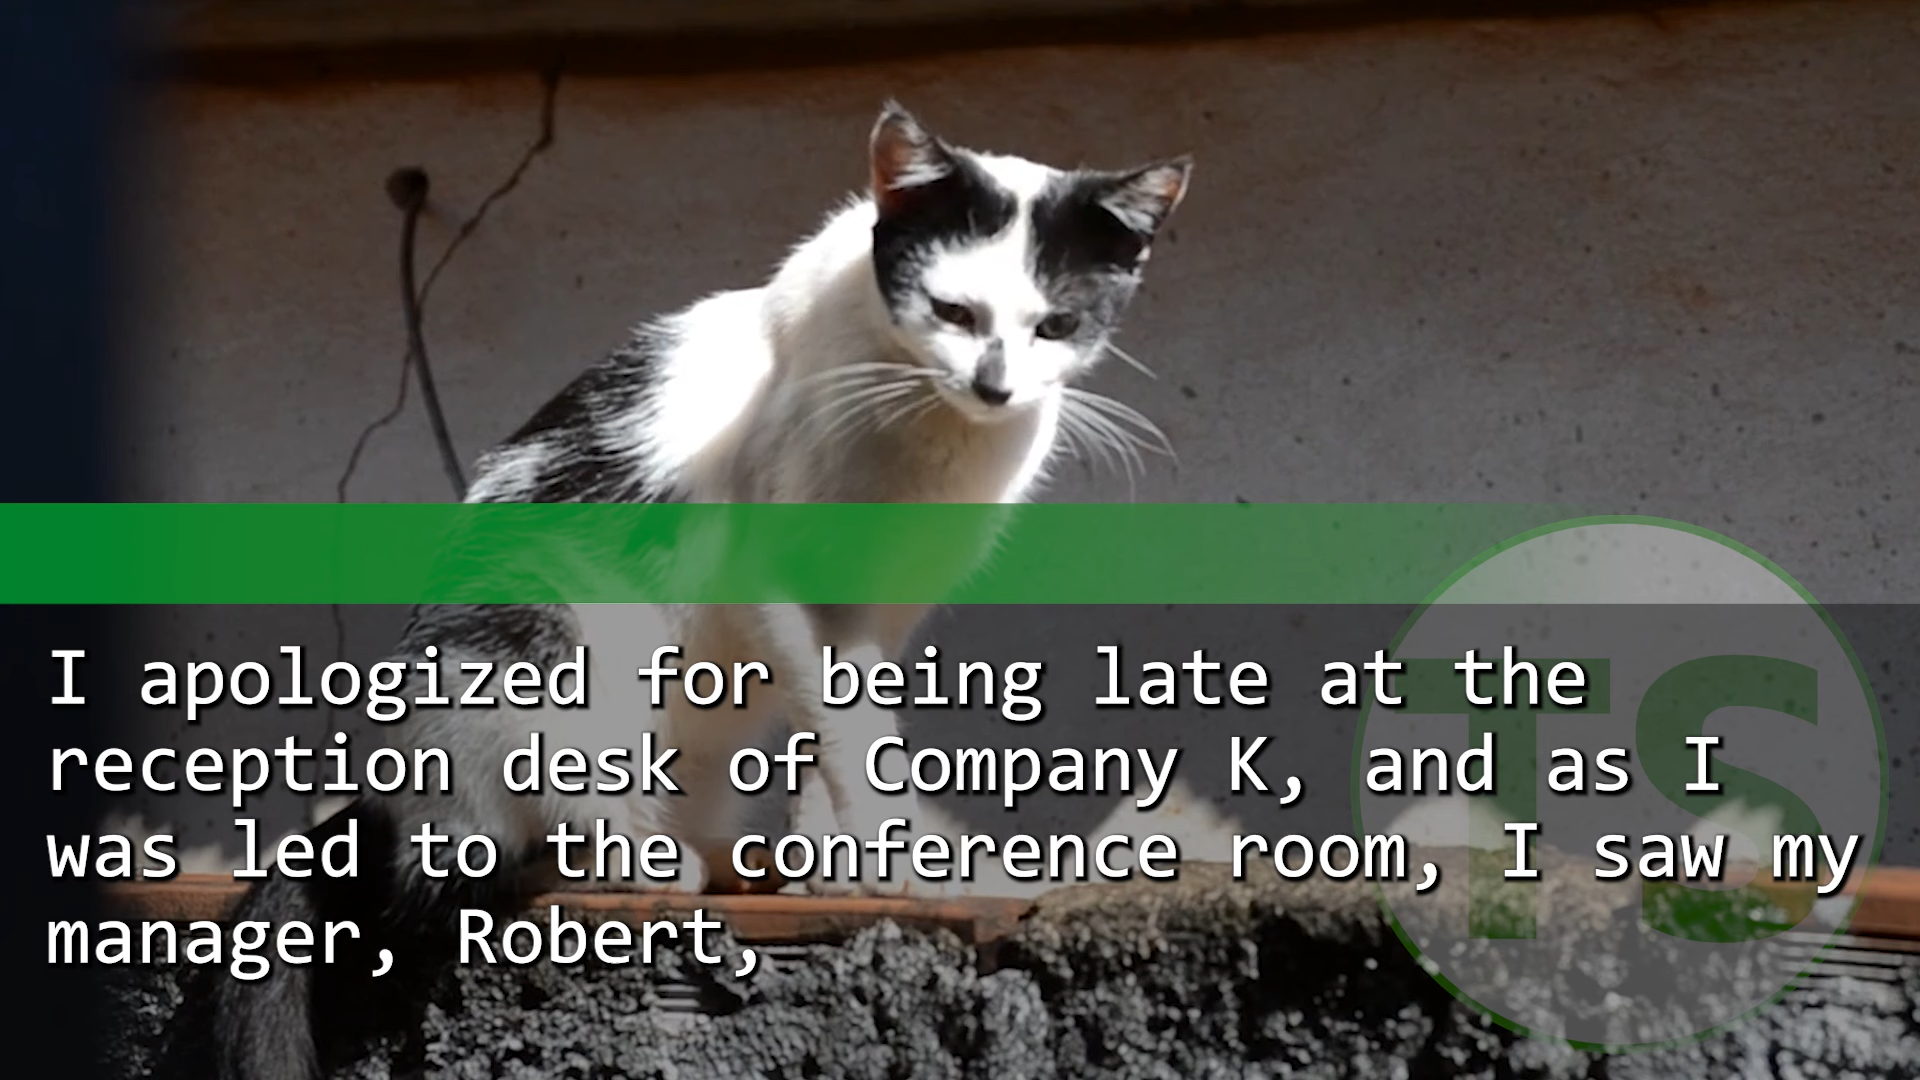 I apologized for being late at the
reception desk of Company K, and as I
was led to the conference room, I saw my
manager, Robert,
TS